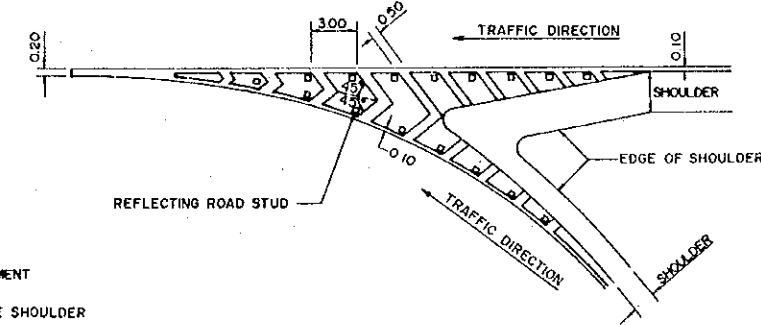 3.00
0.50
TRAFFIC DIRECTION
0.20
0.10
45°
45°
SHOULDER
0.10
EDGE OF SHOULDER
REFLECTING ROAD STUD
TRAFFIC DIRECTION
SHOULDER
MENT
E SHOULDER